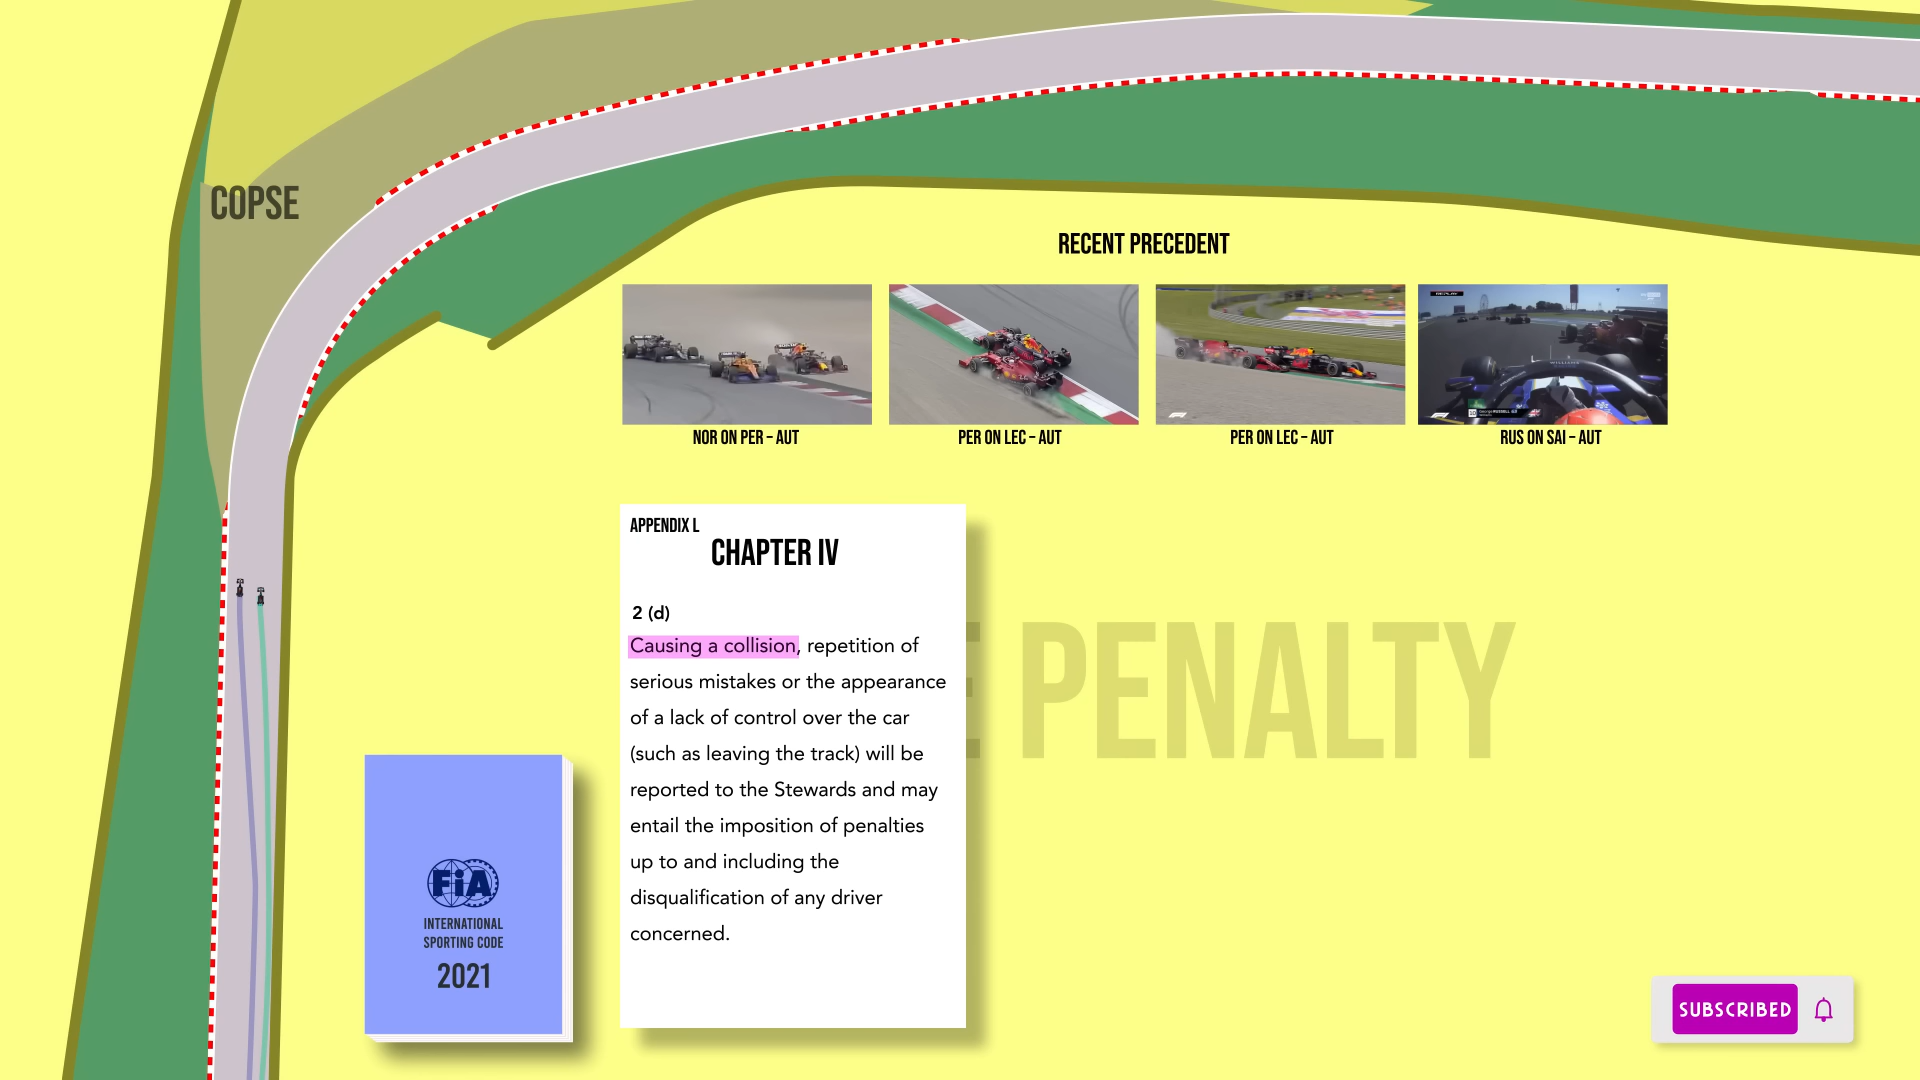 COPSE
RECENT PRECEDENT
NOR ON PER – AUT
PER ON LEC – AUT
PER ON LEC – AUT
RUS ON SAI – AUT
APPENDIX L
CHAPTER IV
2 (d)
Causing a collision, repetition of
serious mistakes or the appearance
of a lack of control over the car
(such as leaving the track) will be
reported to the Stewards and may
entail the imposition of penalties
up to and including the
disqualification of any driver
concerned.
E PENALTY
FiA
INTERNATIONAL
SPORTING CODE
2021
SUBSCRIBED